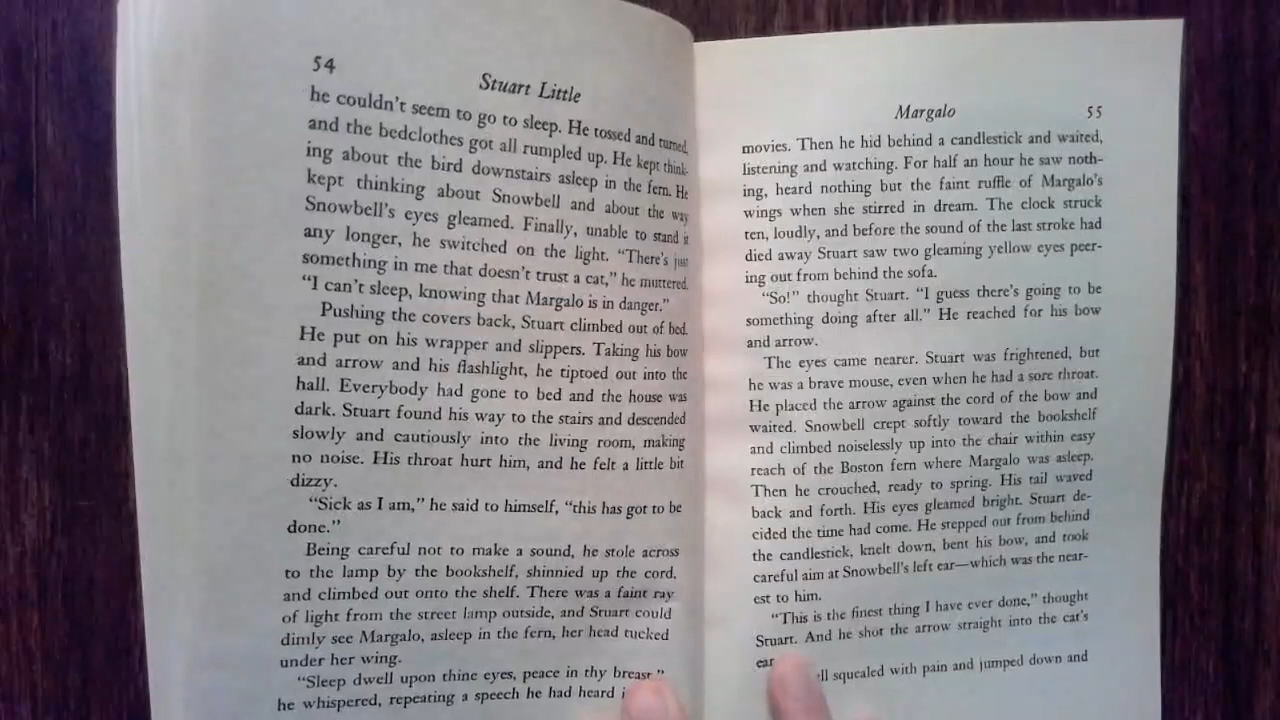 54
Stuart Little
he couldn't seem to go to sleep. He tossed and turned,
and the bedclothes got all rumpled up. He kept think-
ing about the bird downstairs asleep in the fern. He
kept thinking about Snowbell and about the way
Snowbell's eyes gleamed. Finally, unable to stand it
any longer, he switched on the light. "There's just
something in me that doesn't trust a cat," he muttered.
"I can't sleep, knowing that Margalo is in danger."
Pushing the covers back, Stuart climbed out of bed.
He put on his wrapper and slippers. Taking his bow
and arrow and his flashlight, he tiptoed out into the
hall. Everybody had gone to bed and the house was
dark. Stuart found his way to the stairs and descended
slowly and cautiously into the living room, making
no noise. His throat hurt him, and he felt a little bit
dizzy.
"Sick as I am," he said to himself, "this has got to be
done."
Being careful not to make a sound, he stole across
to the lamp by the bookshelf, shinnied up the cord,
and climbed out onto the shelf. There was a faint ray
of light from the street lamp outside, and Stuart could
dimly see Margalo, asleep in the fern, her head tucked
under her wing.
"Sleep dwell upon thine eyes, peace in thy breast,"
he whispered, repeating a speech he had heard
Margalo
55
movies. Then he hid behind a candlestick and waited,
listening and watching. For half an hour he saw noth-
ing, heard nothing but the faint ruffle of Margalo's
wings when she stirred in dream. The clock struck
ten, loudly, and before the sound of the last stroke had
died away Stuart saw two gleaming yellow eyes peer-
ing out from behind the sofa.
"So!" thought Stuart. "I guess there's going to be
something doing after all." He reached for his bow
and arrow.
The eyes came nearer. Stuart was frightened, but
he was a brave mouse, even when he had a sore throat.
He placed the arrow against the cord of the bow and
waited. Snowbell crept softly toward the bookshelf
and climbed noiselessly up into the chair within easy
reach of the Boston fern where Margalo was asleep.
Then he crouched, ready to spring. His tail waved
back and forth. His eyes gleamed bright. Stuart de-
cided the time had come. He stepped out from behind
the candlestick, knelt down, bent his bow, and took
careful aim at Snowbell's left ear—which was the near-
est to him.
"This is the finest thing I have ever done," thought
Stuart. And he shot the arrow straight into the cat's
ear
squealed with pain and jumped down and